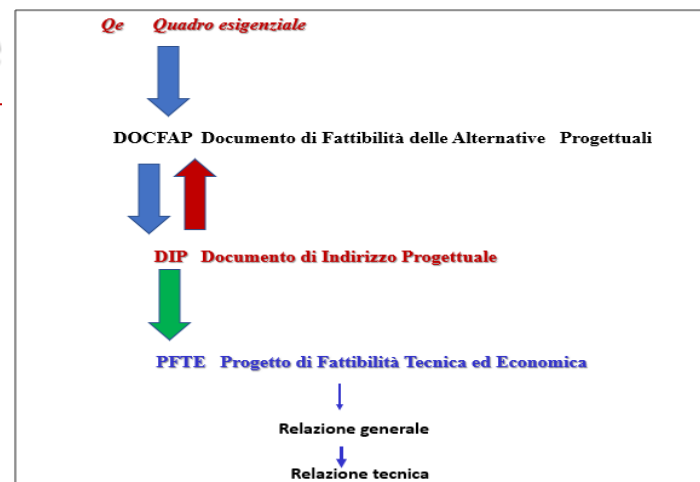 Qe Quadro esigenziale
DOCFAP Documento di Fattibilità delle Alternative Progettuali
DIP Documento di Indirizzo Progettuale
PFTE Progetto di Fattibilità Tecnica ed Economica
Relazione generale
Relazione tecnica